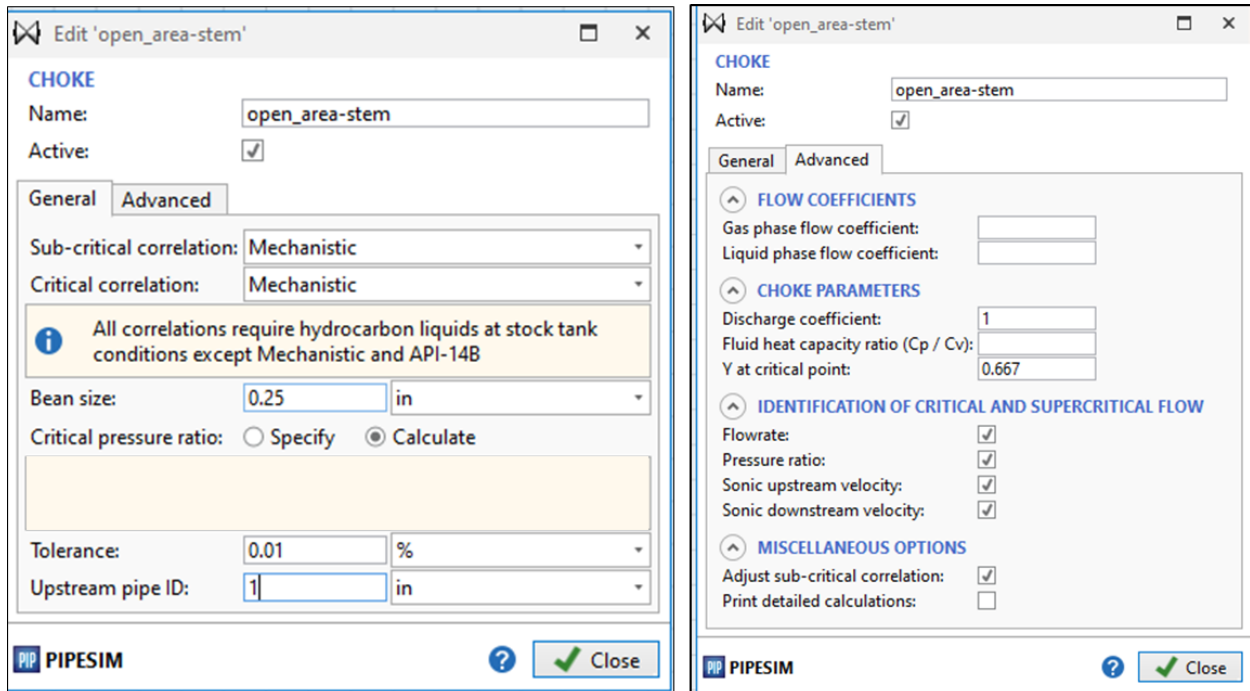 Edit 'open_area-stem'
CHOKE
Name: open_area-stem
Active:
General Advanced
Sub-critical correlation: Mechanistic
Critical correlation: Mechanistic
All correlations require hydrocarbon liquids at stock tank
conditions except Mechanistic and API-14B
Bean size: 0.25 in
Critical pressure ratio: Specify Calculate
Tolerance: 0.01 %
Upstream pipe ID: 1 in
PIP PIPESIM ? Close
Edit 'open_area-stem'
CHOKE
Name: open_area-stem
Active:
General Advanced
FLOW COEFFICIENTS
Gas phase flow coefficient:
Liquid phase flow coefficient:
CHOKE PARAMETERS
Discharge coefficient: 1
Fluid heat capacity ratio (Cp / Cv):
Y at critical point: 0.667
IDENTIFICATION OF CRITICAL AND SUPERCRITICAL FLOW
Flowrate:
Pressure ratio:
Sonic upstream velocity:
Sonic downstream velocity:
MISCELLANEOUS OPTIONS
Adjust sub-critical correlation:
Print detailed calculations:
PIP PIPESIM ? Close